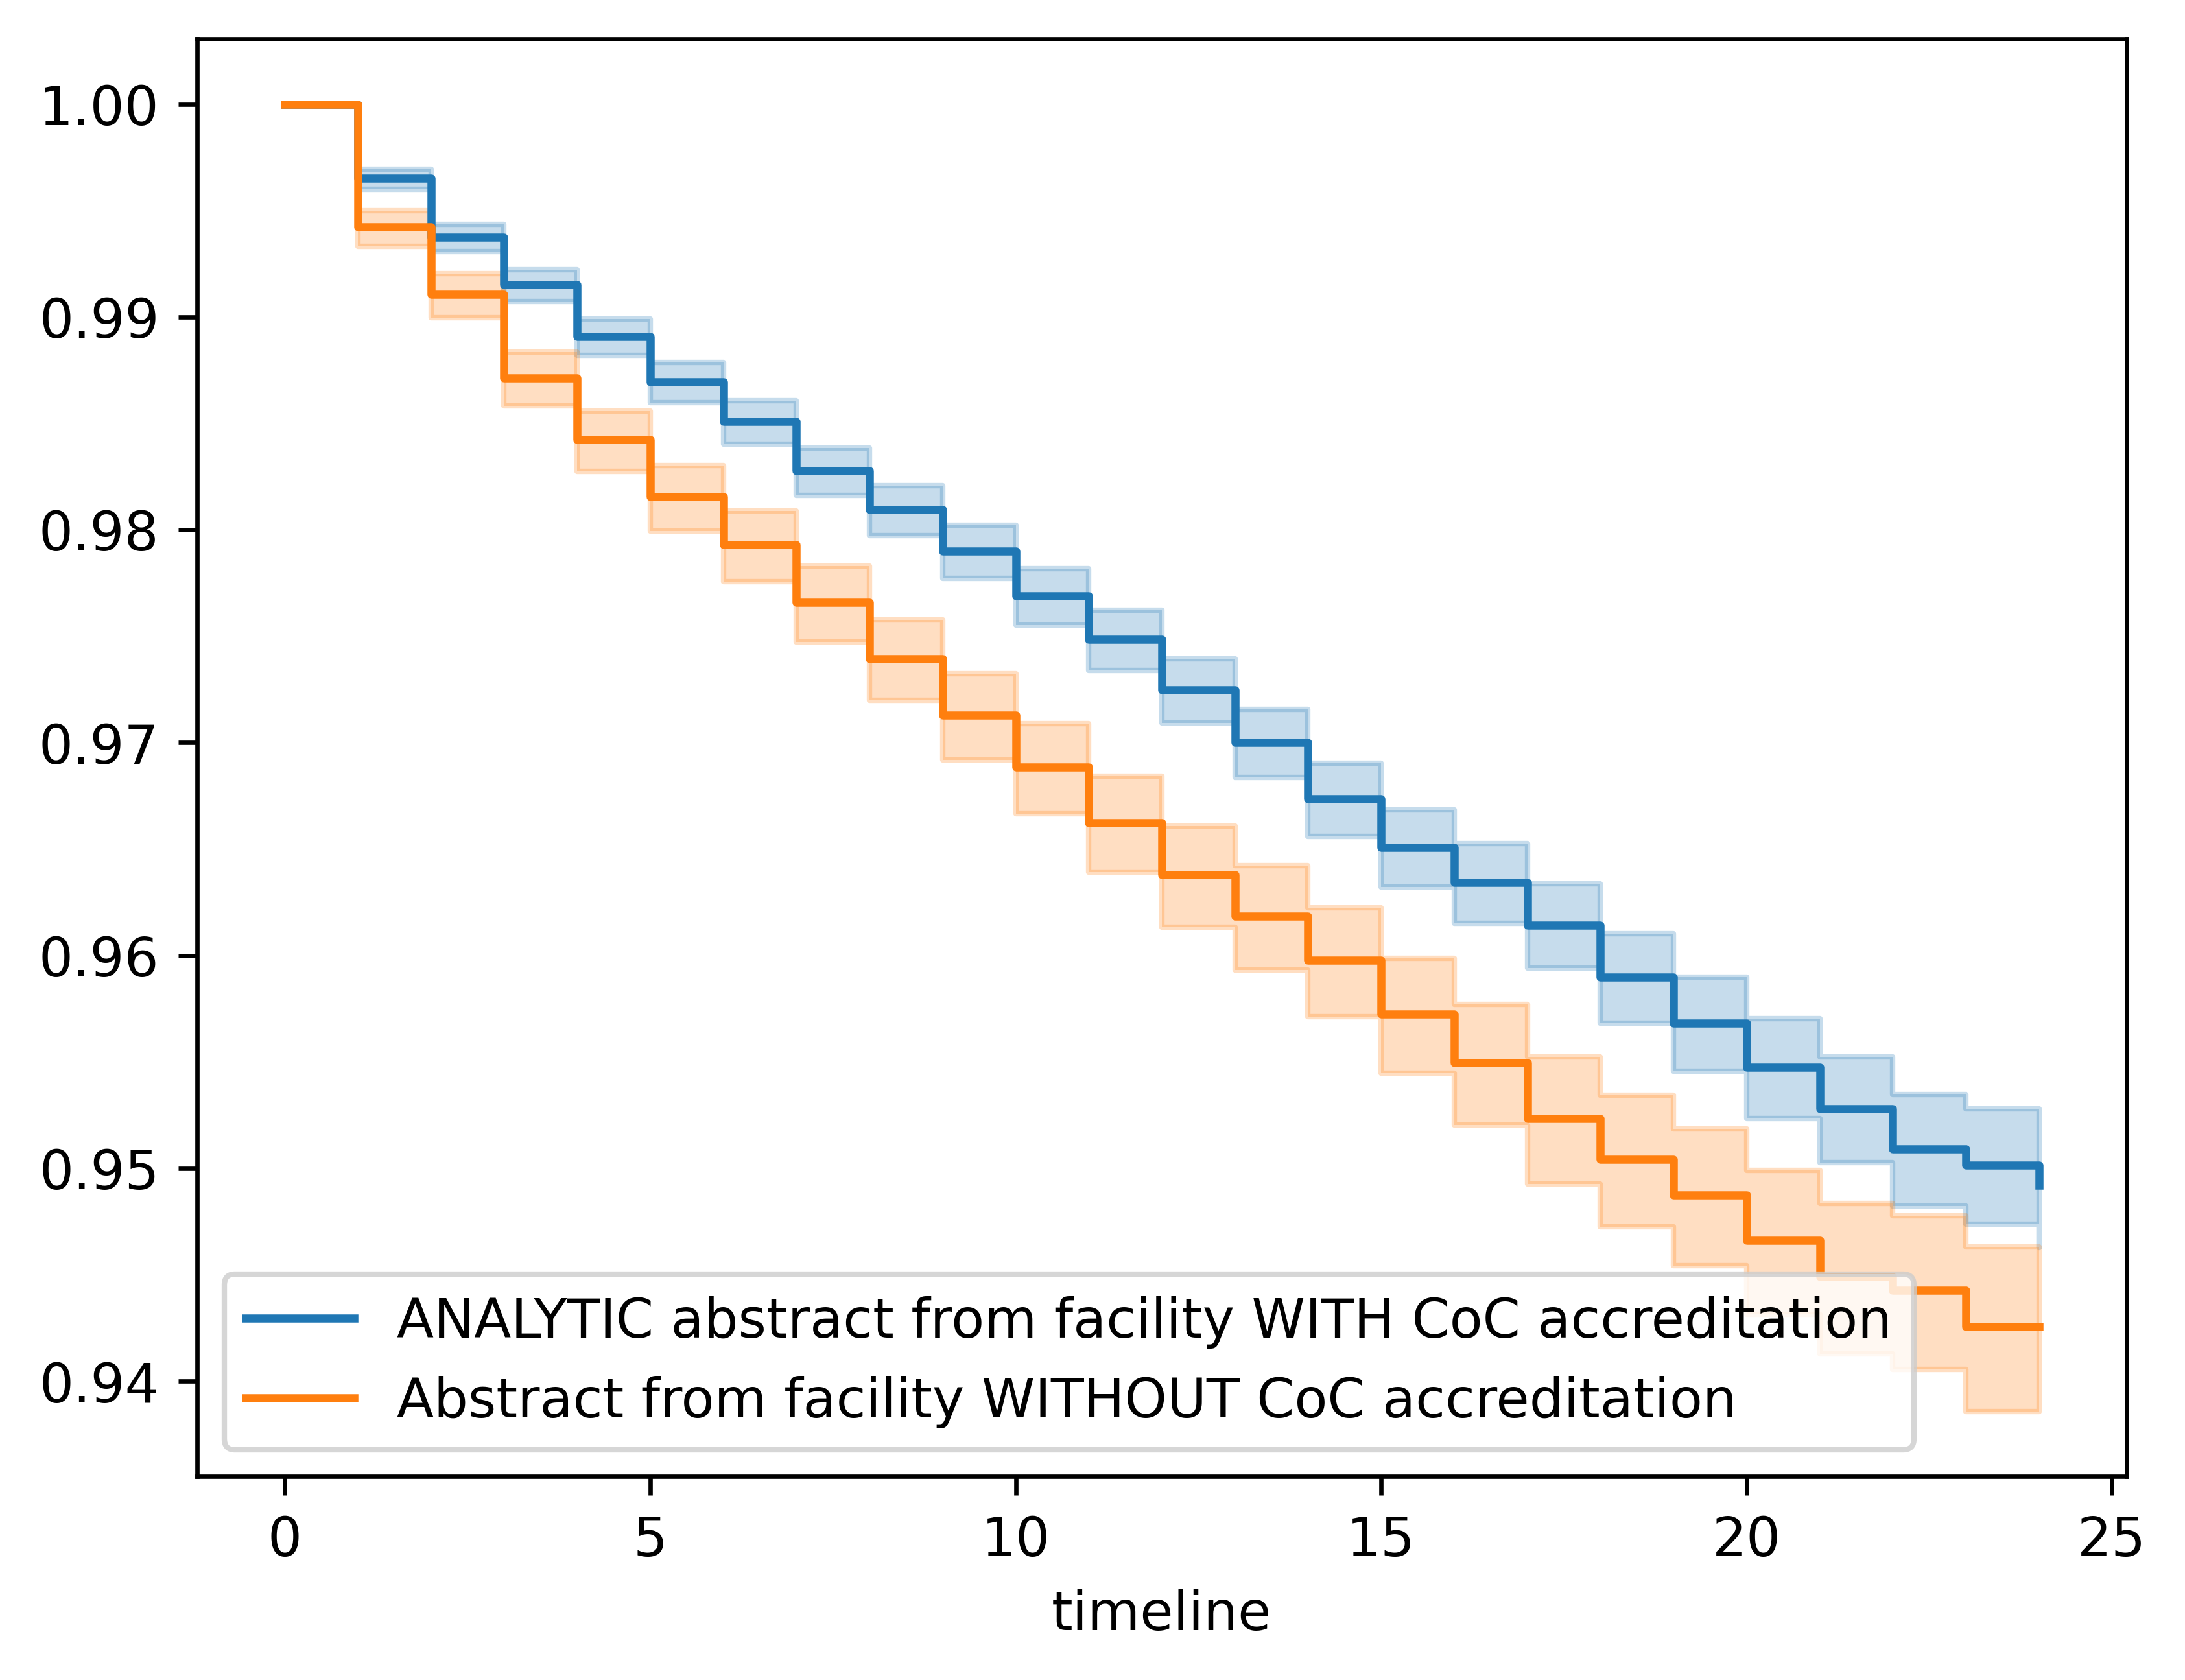 1.00
0.99
0.98
0.97
0.96
0.95
0.94
ANALYTIC abstract from facility WITH CoC accreditation
Abstract from facility WITHOUT CoC accreditation
0 5 10 15 20 25
timeline